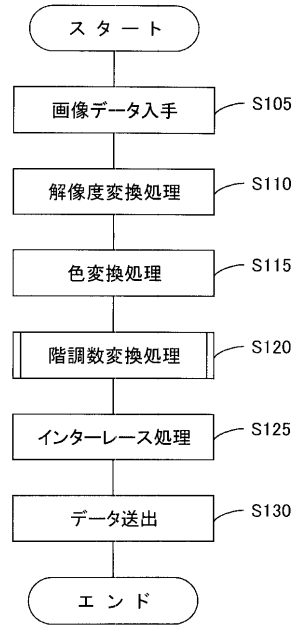 スタート
画像データ入手 S105
解像度変換処理 S110
色変換処理 S115
階調数変換処理 S120
インターレース処理 S125
データ送出 S130
エンド